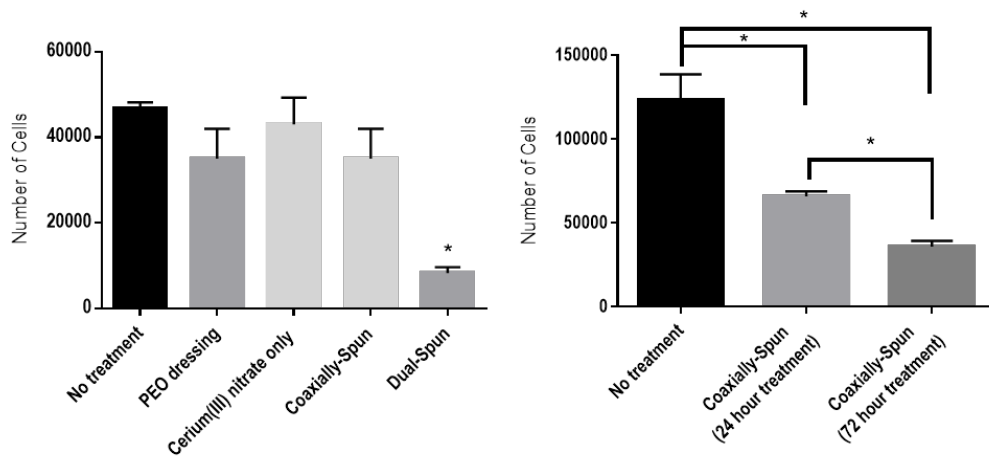 60000
40000
20000
0
Number of Cells
*
No treatment
PEO dressing
Cerium(III) nitrate only
Coaxially-Spun
Dual-Spun
150000
100000
50000
0
Number of Cells
*
*
*
No treatment
Coaxially-Spun
(24 hour treatment)
Coaxially-Spun
(72 hour treatment)